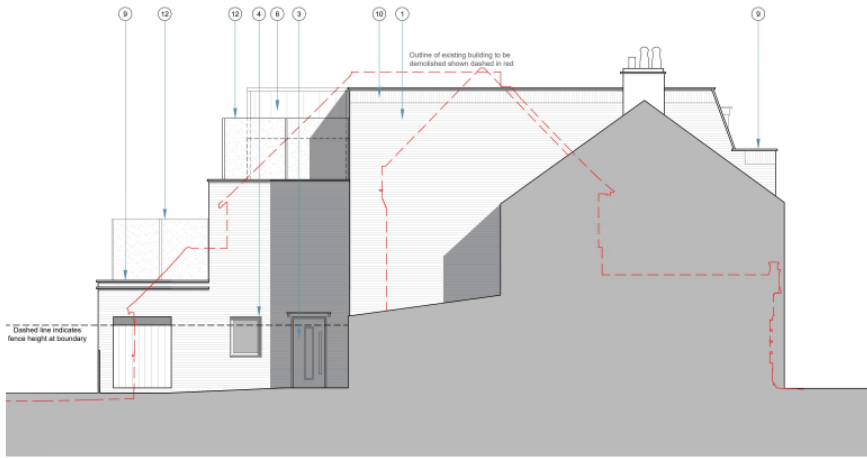 9 12 12 4 6 3 10 1 9
Outline of existing building to be
demolished shown dashed in red
Dashed line indicates
fence height at boundary